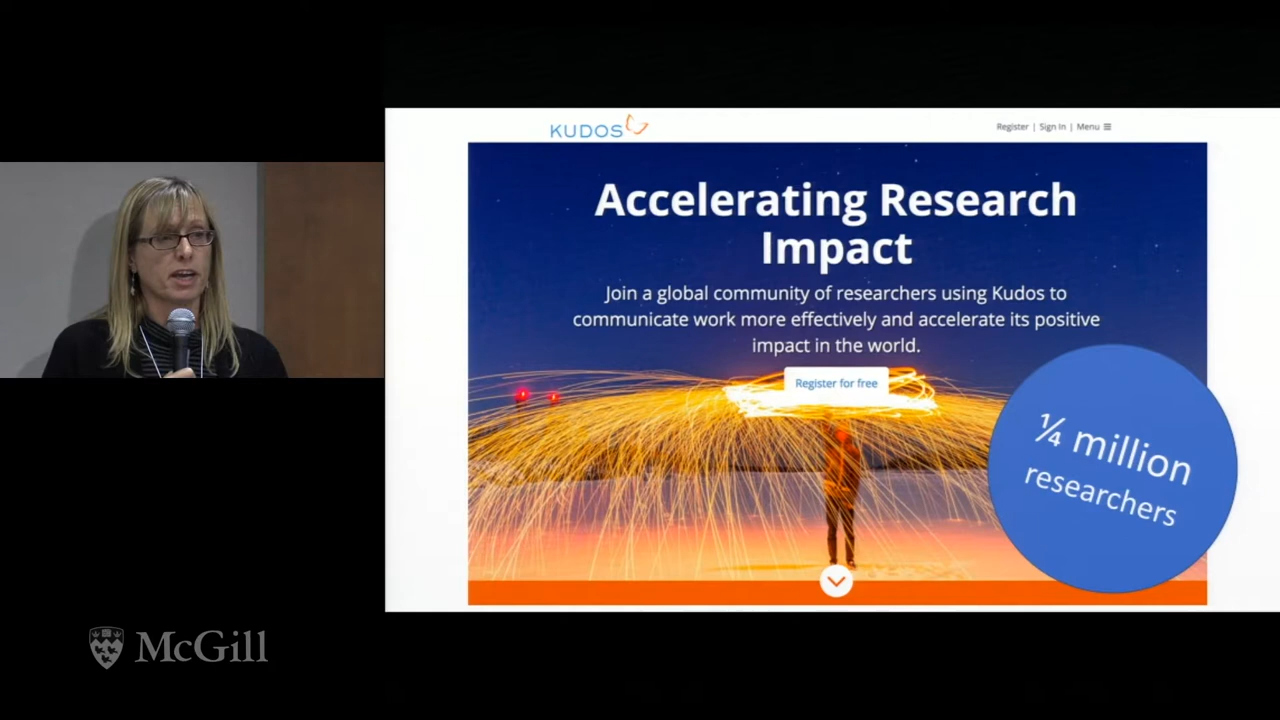 KUDOS
Register | Sign In | Menu
Accelerating Research
Impact
Join a global community of researchers using Kudos to
communicate work more effectively and accelerate its positive
impact in the world.
Register for free
¼ million
researchers
McGill